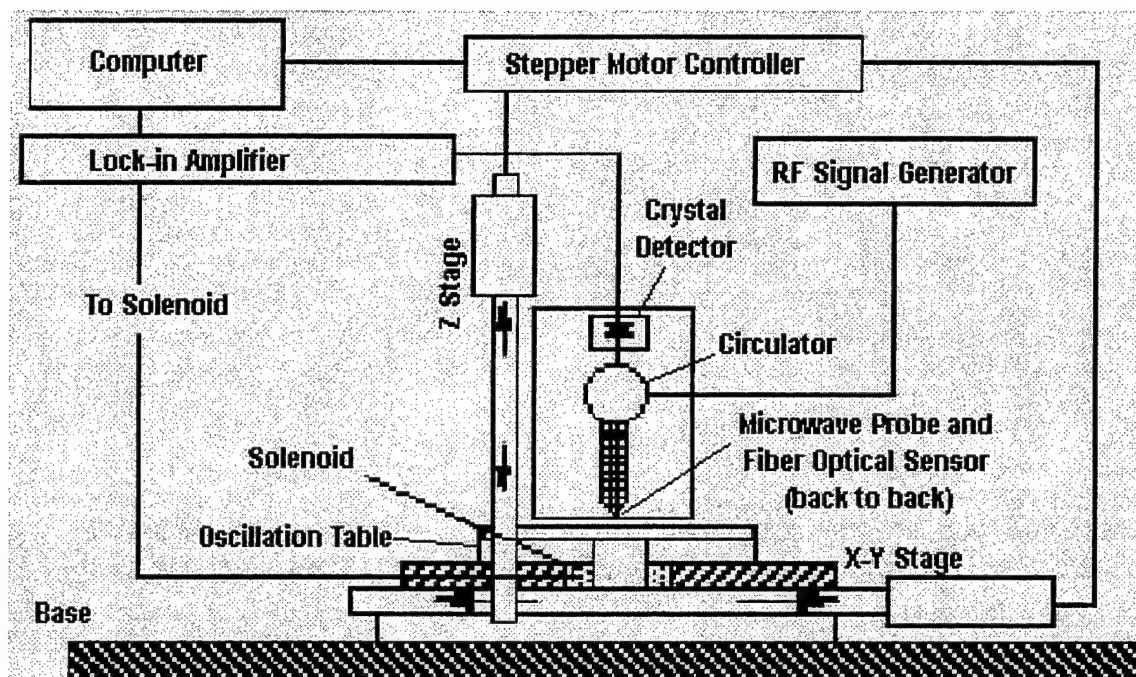 Computer
Stepper Motor Controller
Lock-in Amplifier
RF Signal Generator
Crystal
Detector
Z Stage
To Solenoid
Circulator
Microwave Probe and
Fiber Optical Sensor
(back to back)
Solenoid
Oscillation Table
X-Y Stage
Base